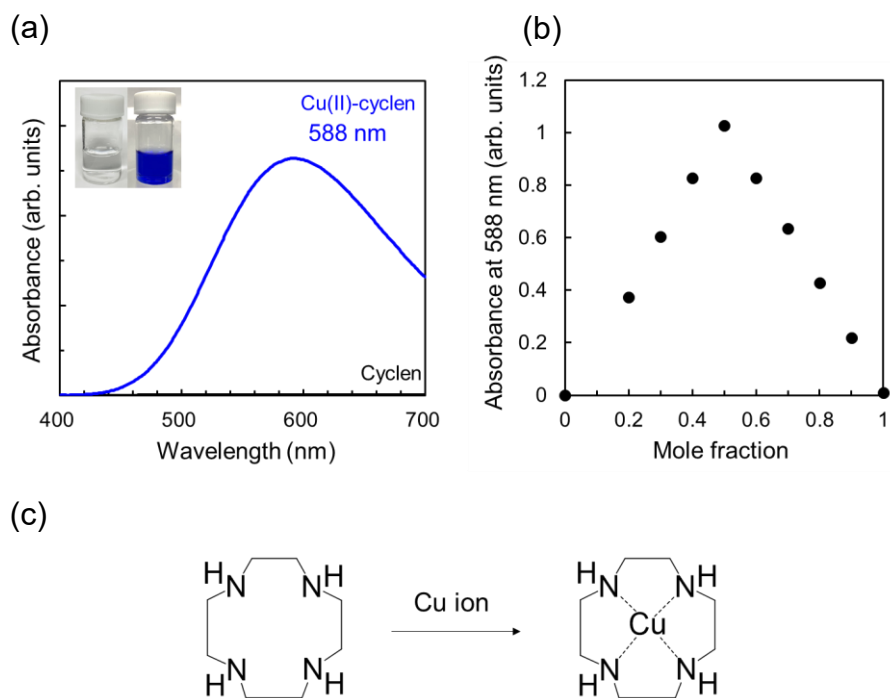 (a)
Absorbance (arb. units)
Cu(II)-cyclen
588 nm
Cyclen
400 500 600 700
Wavelength (nm)
(b)
Absorbance at 588 nm (arb. units)
1.2
1
0.8
0.6
0.4
0.2
0
0 0.2 0.4 0.6 0.8 1
Mole fraction
(c)
H N N H
N N
H H
Cu ion
H N N H
Cu
N N
H H